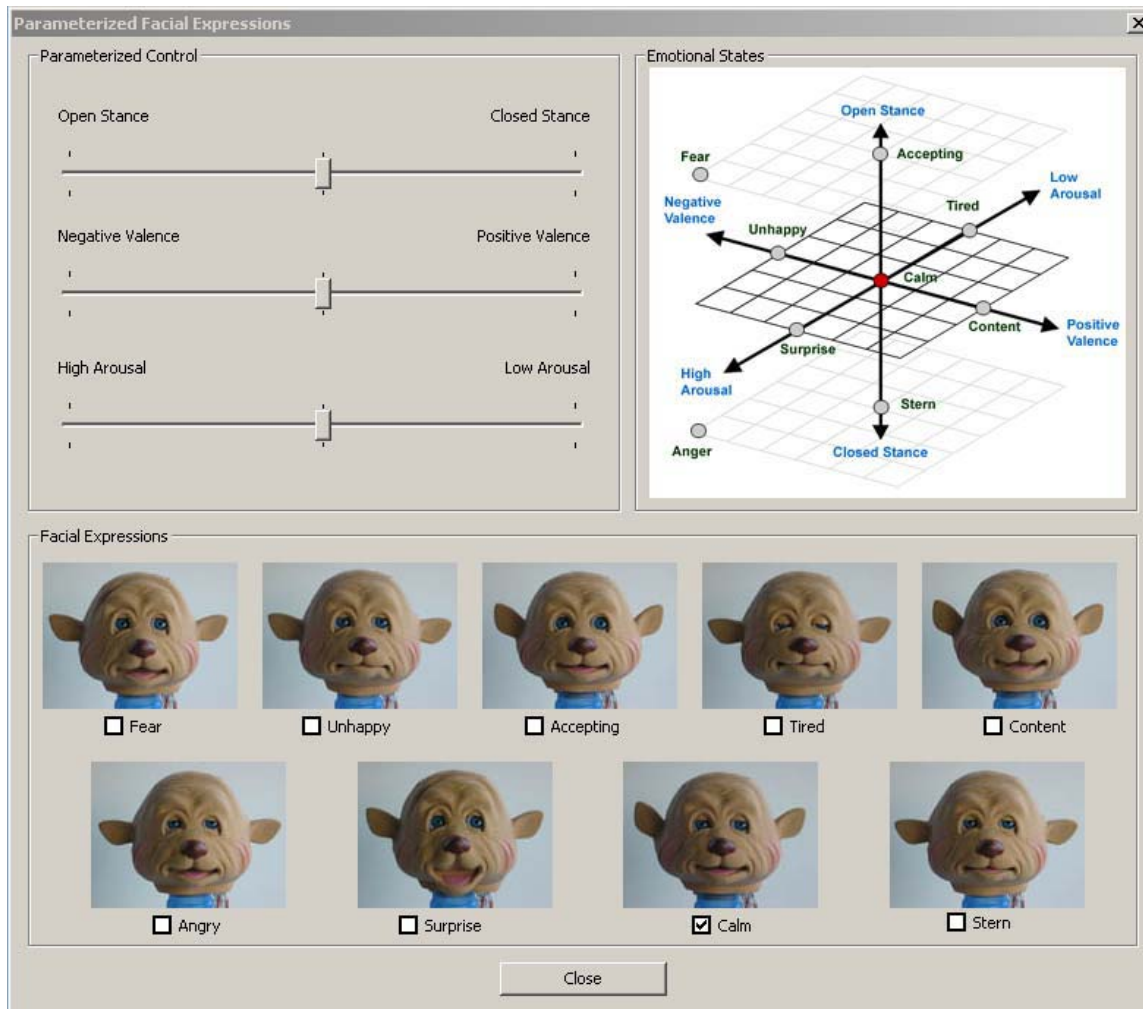 Parameterized Facial Expressions
Parameterized Control
Open Stance Closed Stance
Negative Valence Positive Valence
High Arousal Low Arousal
Emotional States
Open Stance
Fear
Accepting
Low
Arousal
Negative
Valence
Tired
Unhappy
Calm
Content
Positive
Valence
Surprise
High
Arousal
Stern
Anger
Closed Stance
Facial Expressions
Fear Unhappy Accepting Tired Content
Angry Surprise Calm Stern
Close